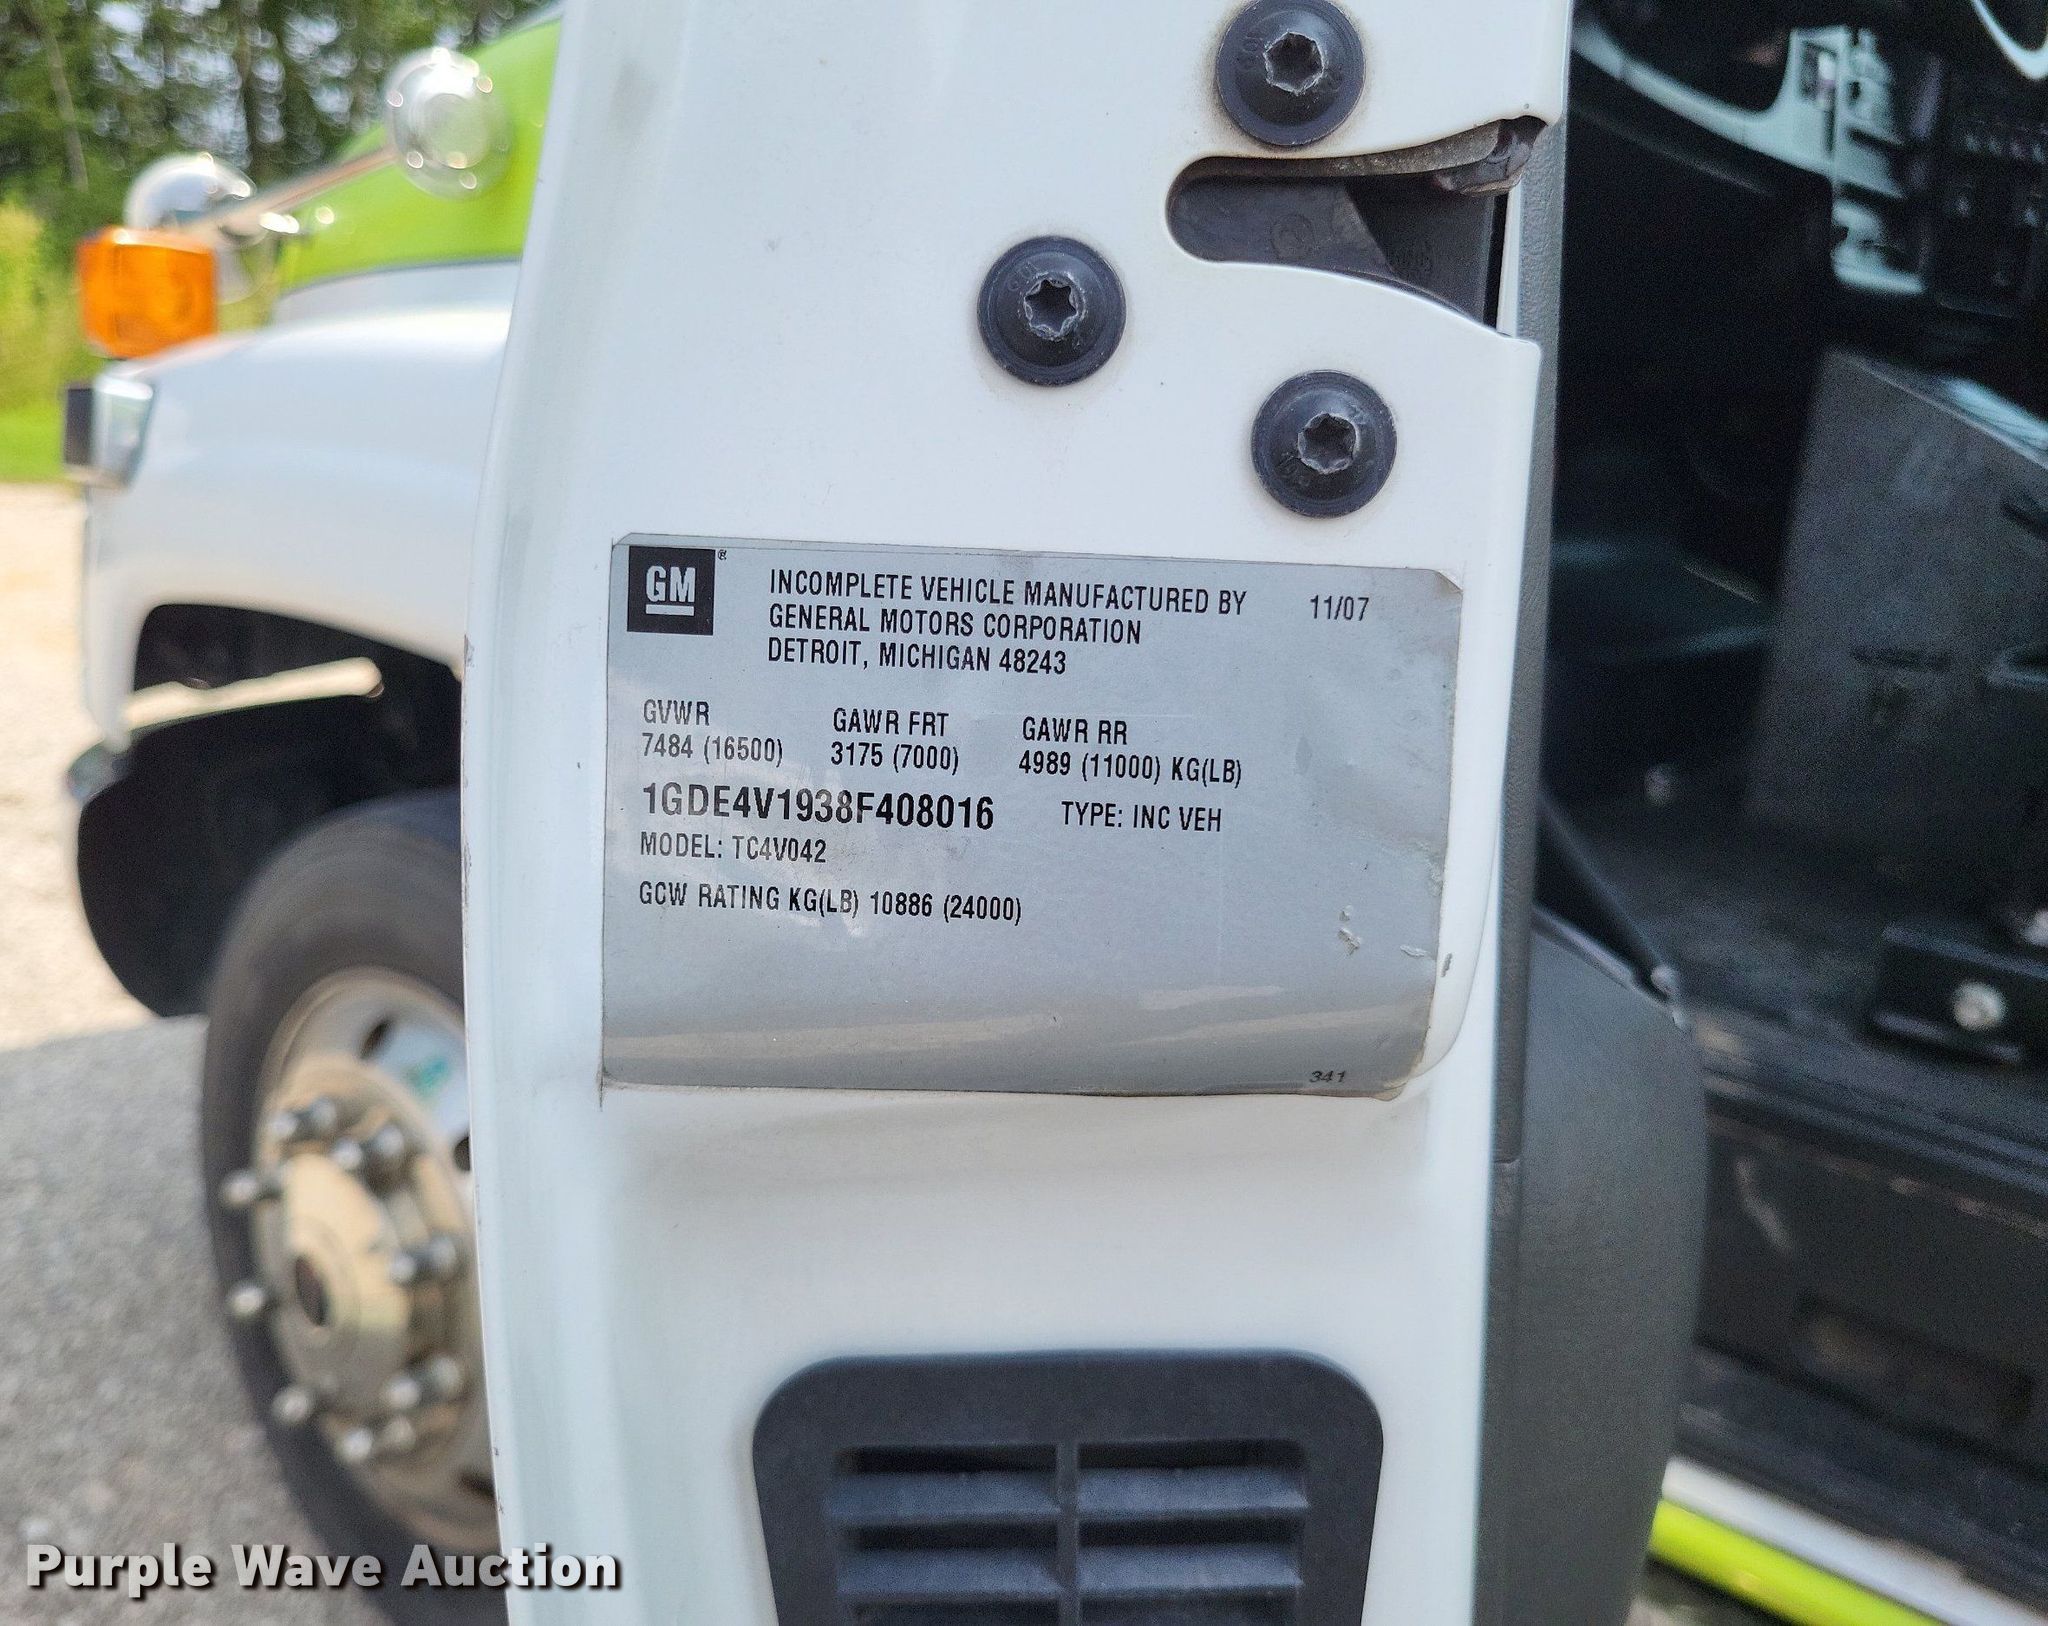 GM ®
INCOMPLETE VEHICLE MANUFACTURED BY 11/07
GENERAL MOTORS CORPORATION
DETROIT, MICHIGAN 48243
GVWR GAWR FRT GAWR RR
7484 (16500) 3175 (7000) 4989 (11000) KG(LB)
1GDE4V1938F408016 TYPE: INC VEH
MODEL: TC4V042
GCW RATING KG(LB) 10886 (24000)
341
Purple Wave Auction